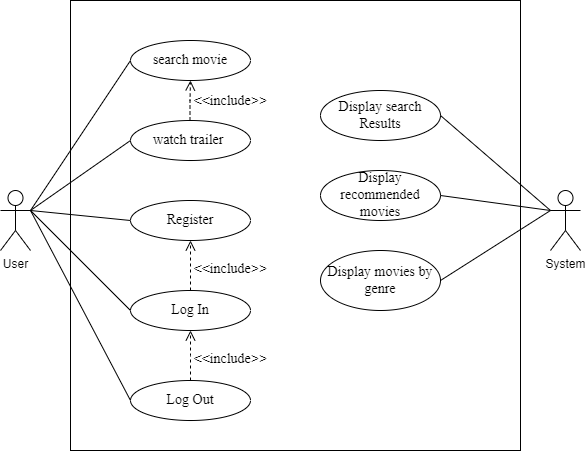 search movie
<<include>>
watch trailer
Register
<<include>>
Log In
<<include>>
Log Out
User
Display search
Results
Display
recommended
movies
Display movies by
genre
System